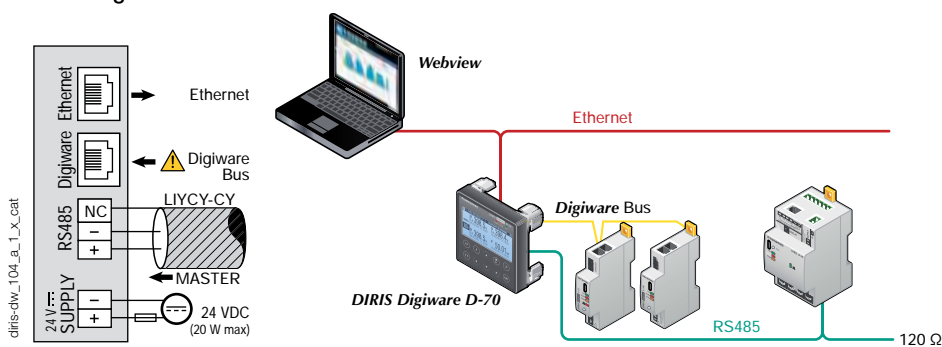 Ethernet
Digiware
RS485
24 V
SUPPLY
NC
−
+
−
+
Ethernet
Digiware
Bus
LIYCY-CY
MASTER
24 VDC
(20 W max)
diris-dw_104_a_1_x_cat
Webview
Ethernet
Digiware Bus
DIRIS Digiware D-70
RS485
120 Ω